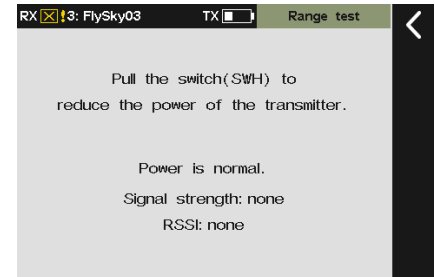 RX !3: FlySky03 TX Range test
Pull the switch(SWH) to
reduce the power of the transmitter.
Power is normal.
Signal strength: none
RSSI: none